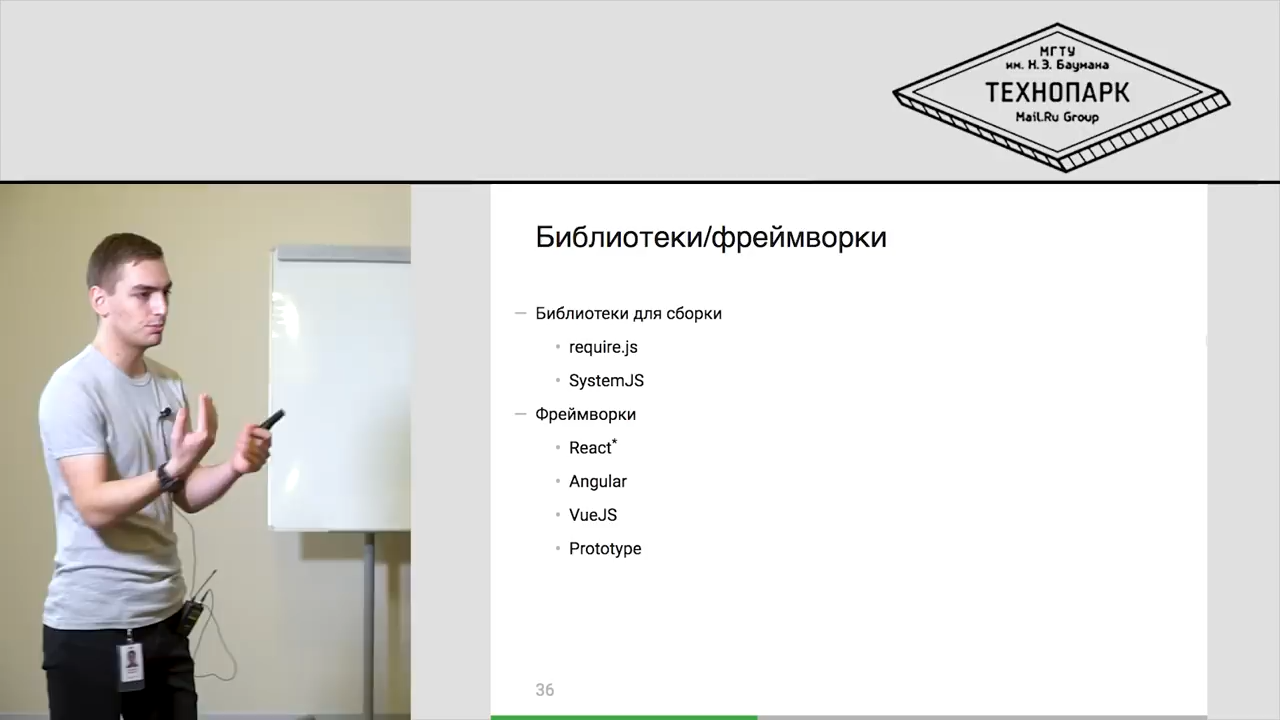 МГТУ
им. Н.Э. Баумана
ТЕХНОПАРК
Mail.Ru Group
Библиотеки/фреймворки
— Библиотеки для сборки
• require.js
• SystemJS
— Фреймворки
• React*
• Angular
• VueJS
• Prototype
36